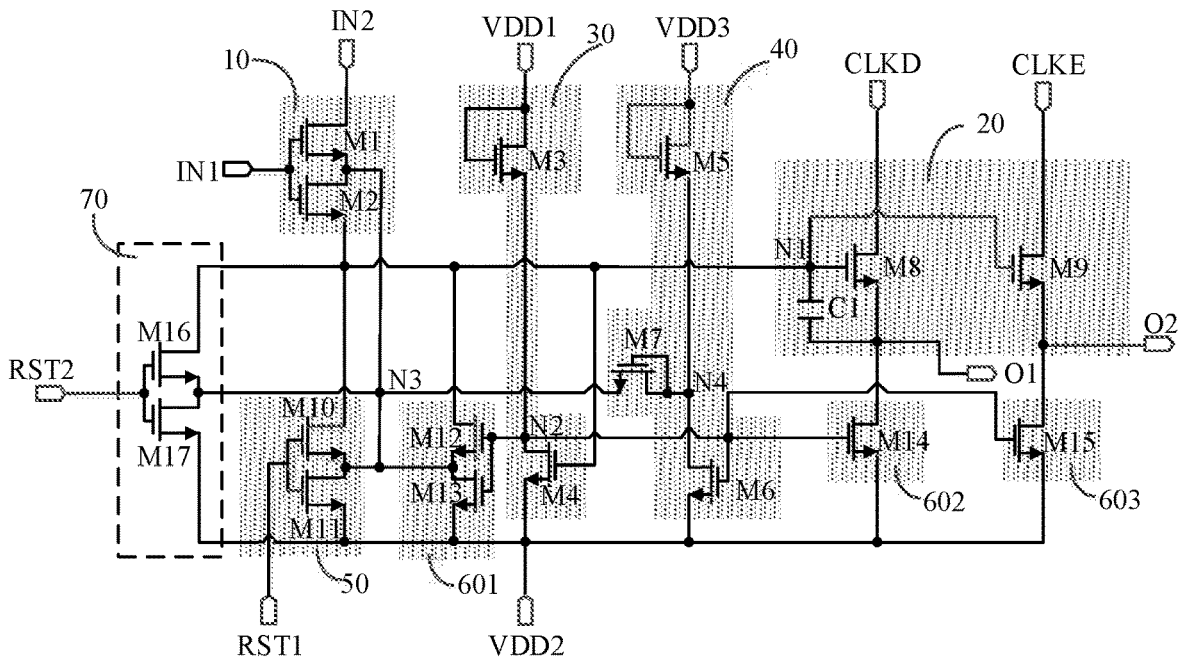 IN2
VDD1
30
VDD3
40
CLKD
CLKE
10
20
M1
IN1
M2
M3
M5
70
N1
M8
M9
C1
O2
M16
M7
RST2
N3
N4
O1
M10
M12
N2
M14
M15
M17
M13
M4
M6
M11
50
601
602
603
RST1
VDD2